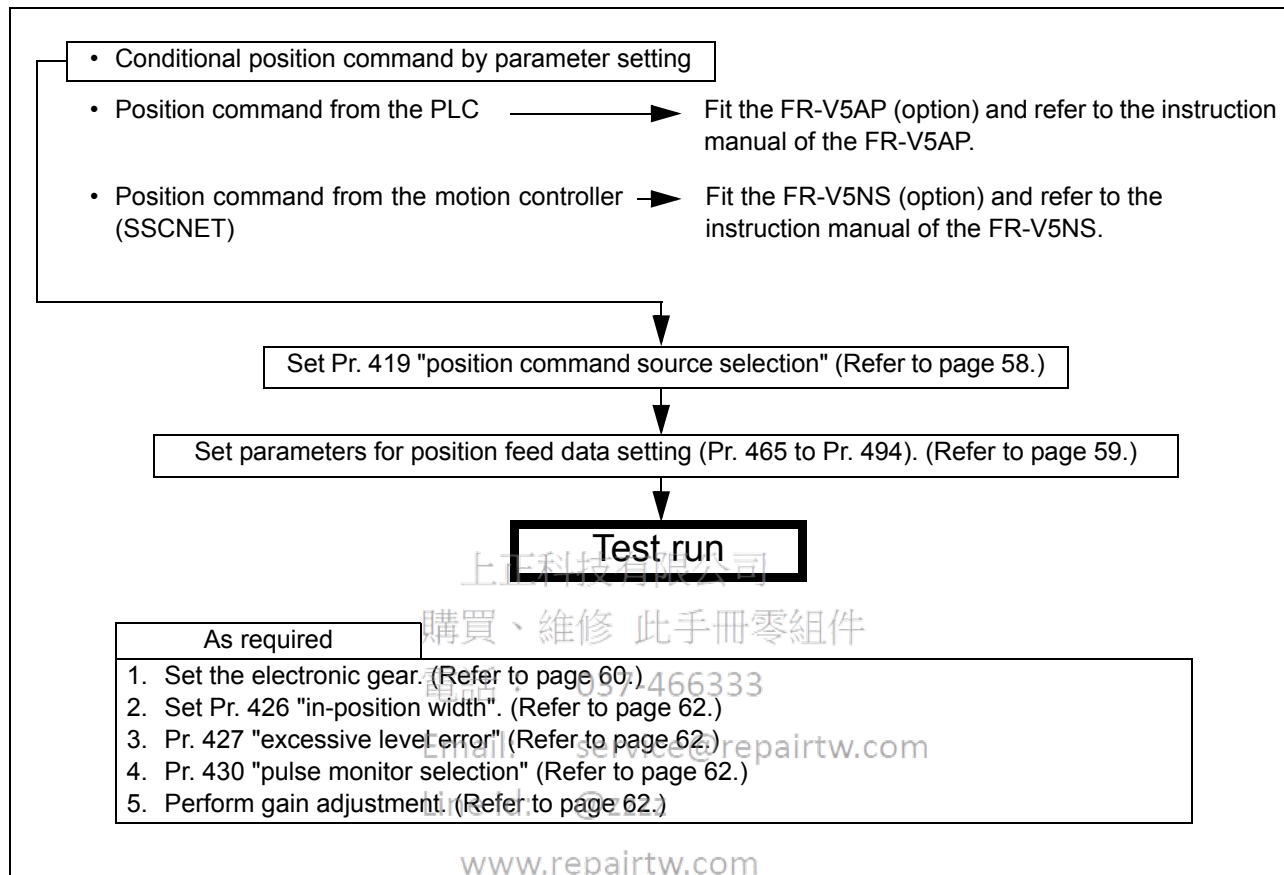 • Conditional position command by parameter setting
• Position command from the PLC
Fit the FR-V5AP (option) and refer to the instruction
manual of the FR-V5AP.
• Position command from the motion controller
(SSCNET)
Fit the FR-V5NS (option) and refer to the
instruction manual of the FR-V5NS.
Set Pr. 419 "position command source selection" (Refer to page 58.)
Set parameters for position feed data setting (Pr. 465 to Pr. 494). (Refer to page 59.)
Test run
上正科技有限公司
購買、維修 此手冊零組件
As required
1. Set the electronic gear. (Refer to page 60.)
電話： 037-466333
2. Set Pr. 426 "in-position width". (Refer to page 62.)
3. Pr. 427 "excessive level error" (Refer to page 62.)
Email: service@repairtw.com
4. Pr. 430 "pulse monitor selection" (Refer to page 62.)
5. Perform gain adjustment. (Refer to page 62.)
Line id: @zzzz
www.repairtw.com